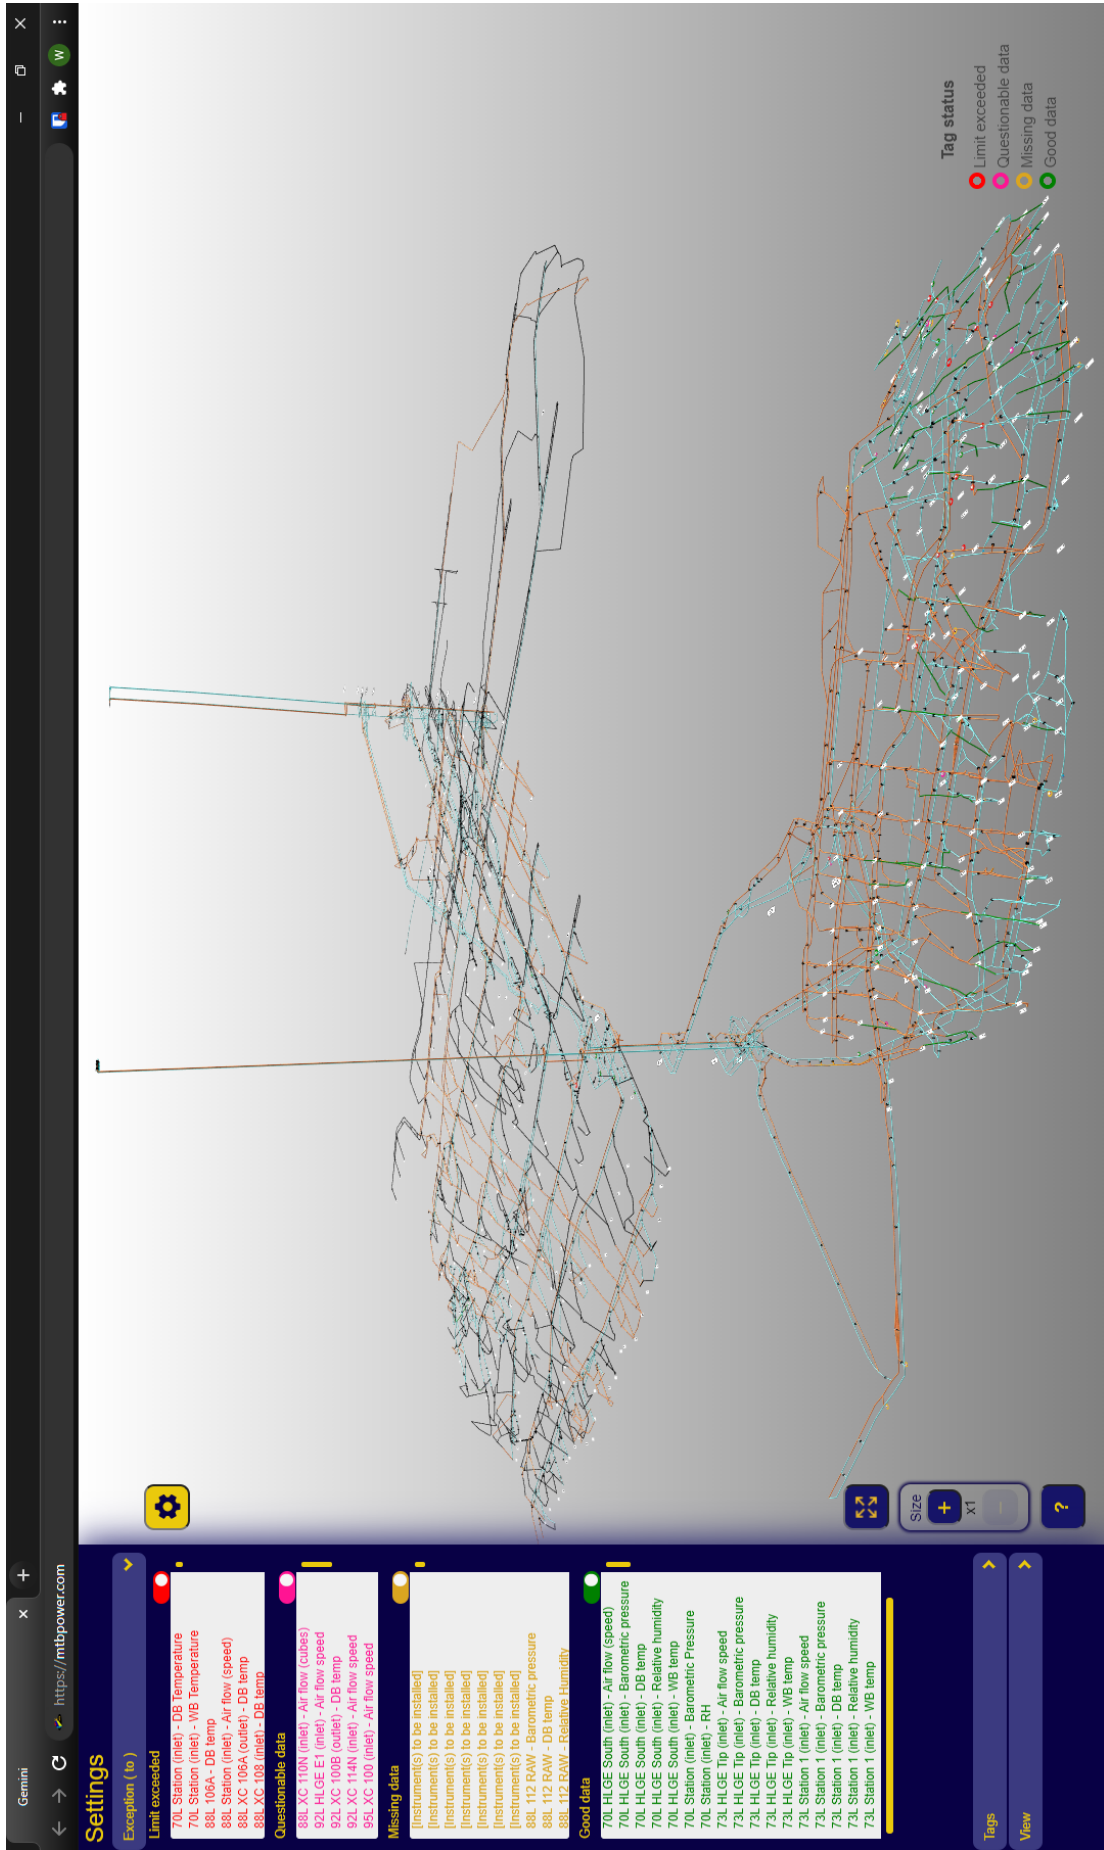 Gemini
https://mtbpower.com
W
Settings
Exception ( to )
Limit exceeded
70L Station (inlet) - DB Temperature
70L Station (inlet) - WB Temperature
88L 106A - DB temp
88L Station (inlet) - Air flow (speed)
88L XC 106A (outlet) - DB temp
88L XC 108 (inlet) - DB temp
Questionable data
88L XC 110N (inlet) - Air flow (cubes)
92L HLGE E1 (inlet) - Air flow speed
92L XC 100B (outlet) - DB temp
92L XC 114N (inlet) - Air flow speed
95L XC 100 (inlet) - Air flow speed
Missing data
[Instrument(s) to be installed]
[Instrument(s) to be installed]
[Instrument(s) to be installed]
[Instrument(s) to be installed]
[Instrument(s) to be installed]
[Instrument(s) to be installed]
[Instrument(s) to be installed]
88L 112 RAW - Barometric pressure
88L 112 RAW - DB temp
88L 112 RAW - Relative Humidity
Good data
70L HLGE South (inlet) - Air flow (speed)
70L HLGE South (inlet) - Barometric pressure
70L HLGE South (inlet) - DB temp
70L HLGE South (inlet) - Relative humidity
70L HLGE South (inlet) - WB temp
70L Station (inlet) - Barometric Pressure
70L Station (inlet) - RH
73L HLGE Tip (inlet) - Air flow speed
73L HLGE Tip (inlet) - Barometric pressure
73L HLGE Tip (inlet) - DB temp
73L HLGE Tip (inlet) - Relative humidity
73L HLGE Tip (inlet) - WB temp
73L Station 1 (inlet) - Air flow speed
73L Station 1 (inlet) - Barometric pressure
73L Station 1 (inlet) - DB temp
73L Station 1 (inlet) - Relative humidity
73L Station 1 (inlet) - WB temp
Tags
View
Size
+
x1
−
?
Tag status
Limit exceeded
Questionable data
Missing data
Good data